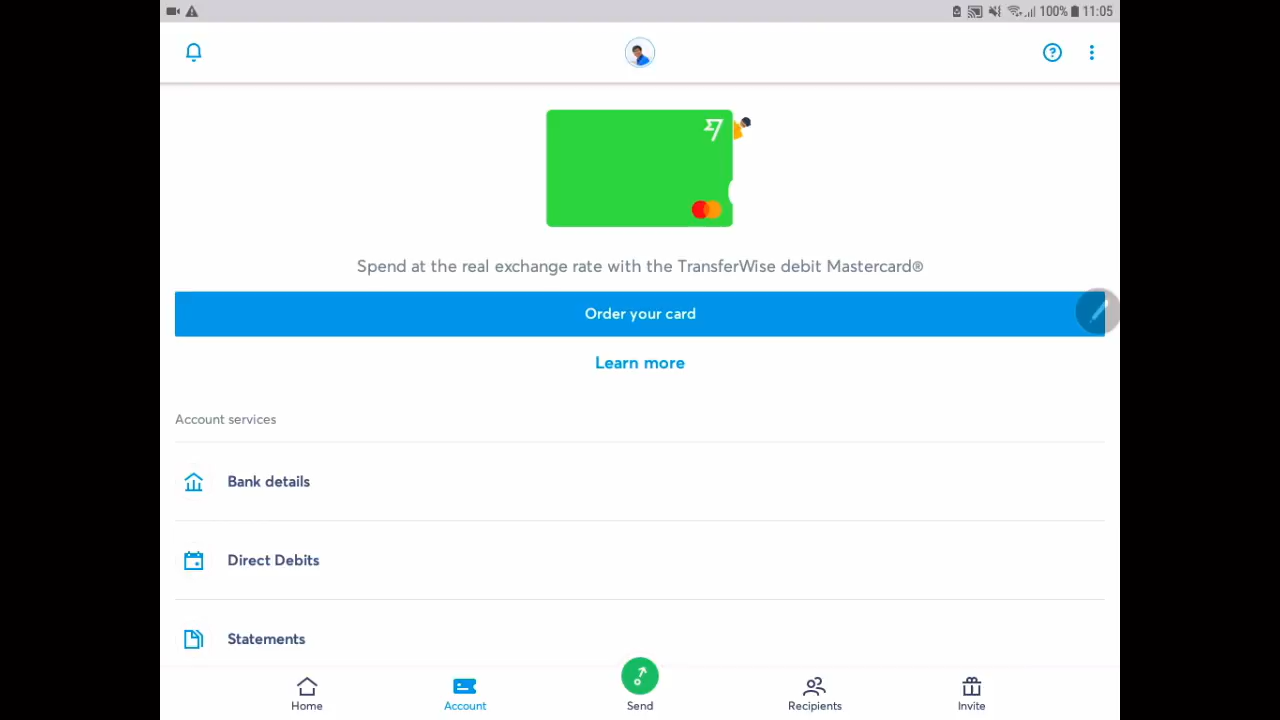 100% 11:05
Spend at the real exchange rate with the TransferWise debit Mastercard®
Order your card
Learn more
Account services
Bank details
Direct Debits
Statements
Home Account Send Recipients Invite